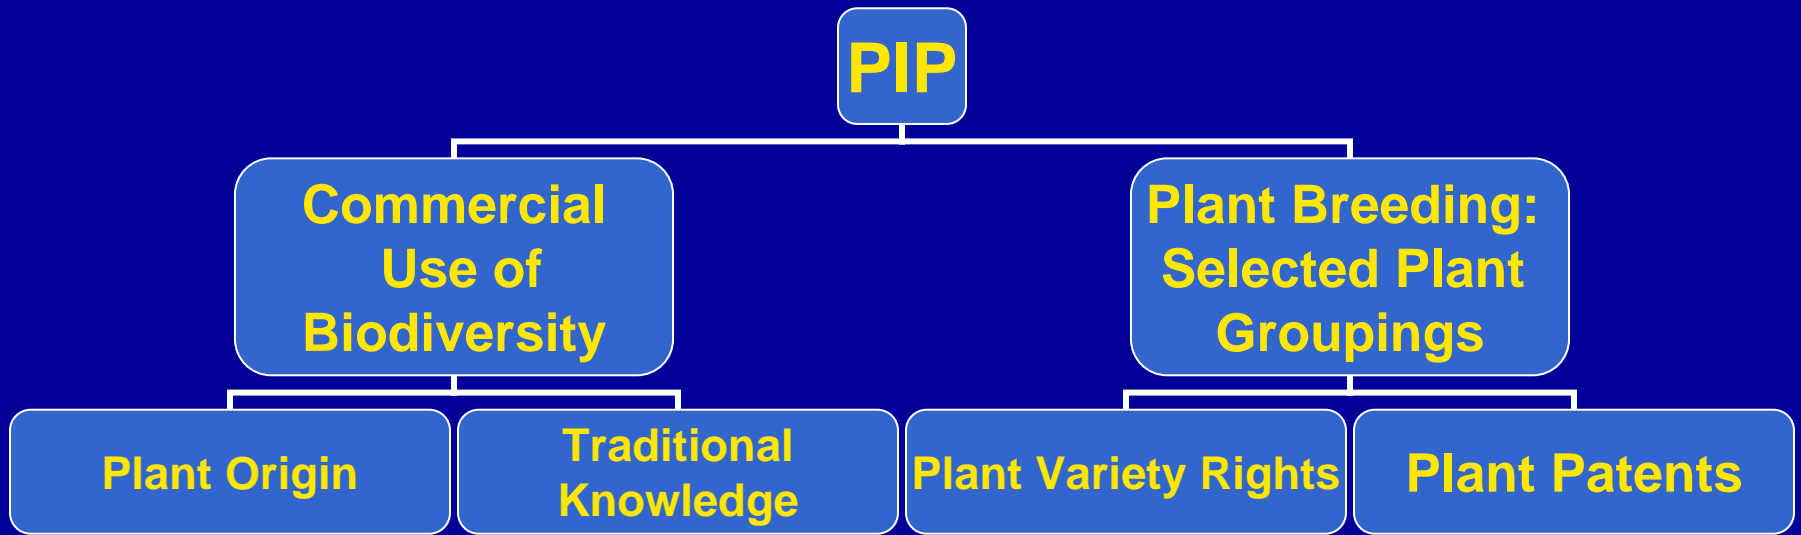 PIP
Commercial
Use of
Biodiversity
Plant Breeding:
Selected Plant
Groupings
Plant Origin
Traditional
Knowledge
Plant Variety Rights
Plant Patents